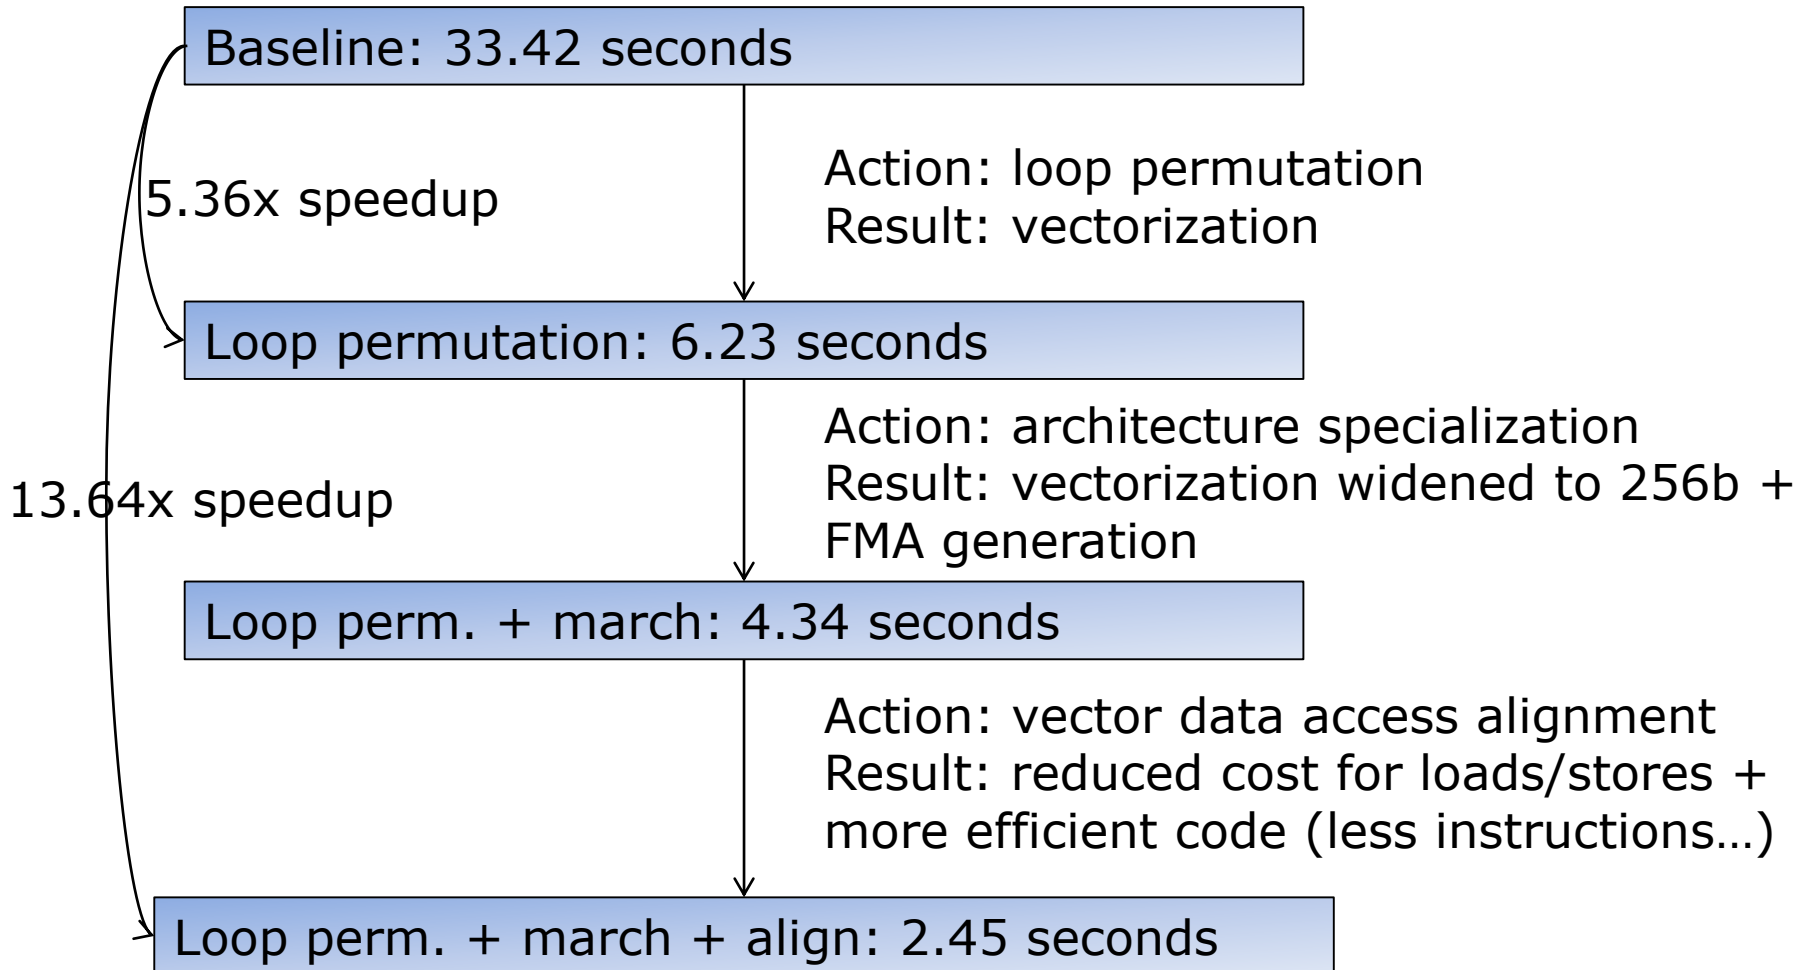 Baseline: 33.42 seconds
Action: loop permutation
5.36x speedup
Result: vectorization
Loop permutation: 6.23 seconds
Action: architecture specialization
Result: vectorization widened to 256b +
13.64x speedup
FMA generation
Loop perm. + march: 4.34 seconds
Action: vector data access alignment
Result: reduced cost for loads/stores +
more efficient code (less instructions…)
Loop perm. + march + align: 2.45 seconds